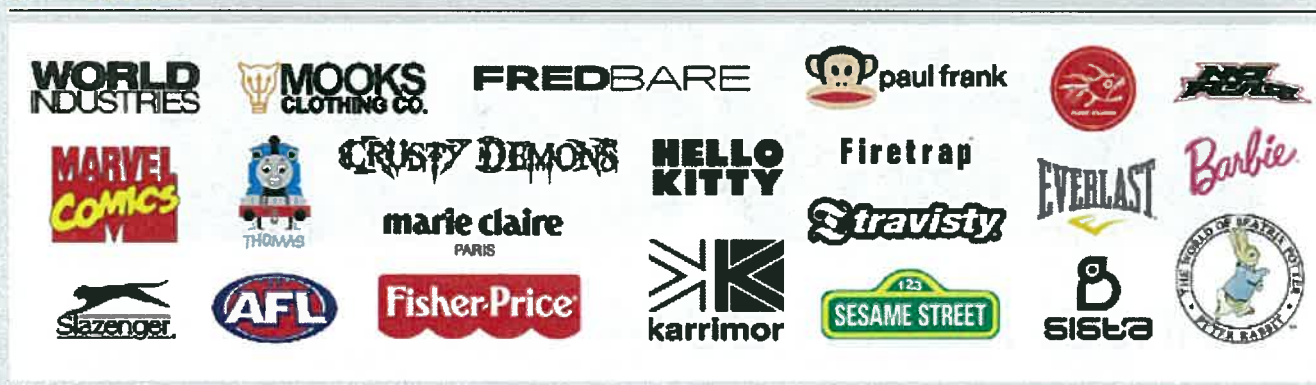 WORLD
INDUSTRIES
MOOKS
CLOTHING CO.
FREDBARE
paul frank
MARVEL
COMICS
THOMAS
CRUSTY DEMONS
HELLO
KITTY
Firetrap
EVERLAST
Barbie
marie claire
PARIS
travisty
Slazenger
AFL
Fisher-Price
karrimor
123
SESAME STREET
sista
THE WORLD OF BEATRIX POTTER
PETER RABBIT